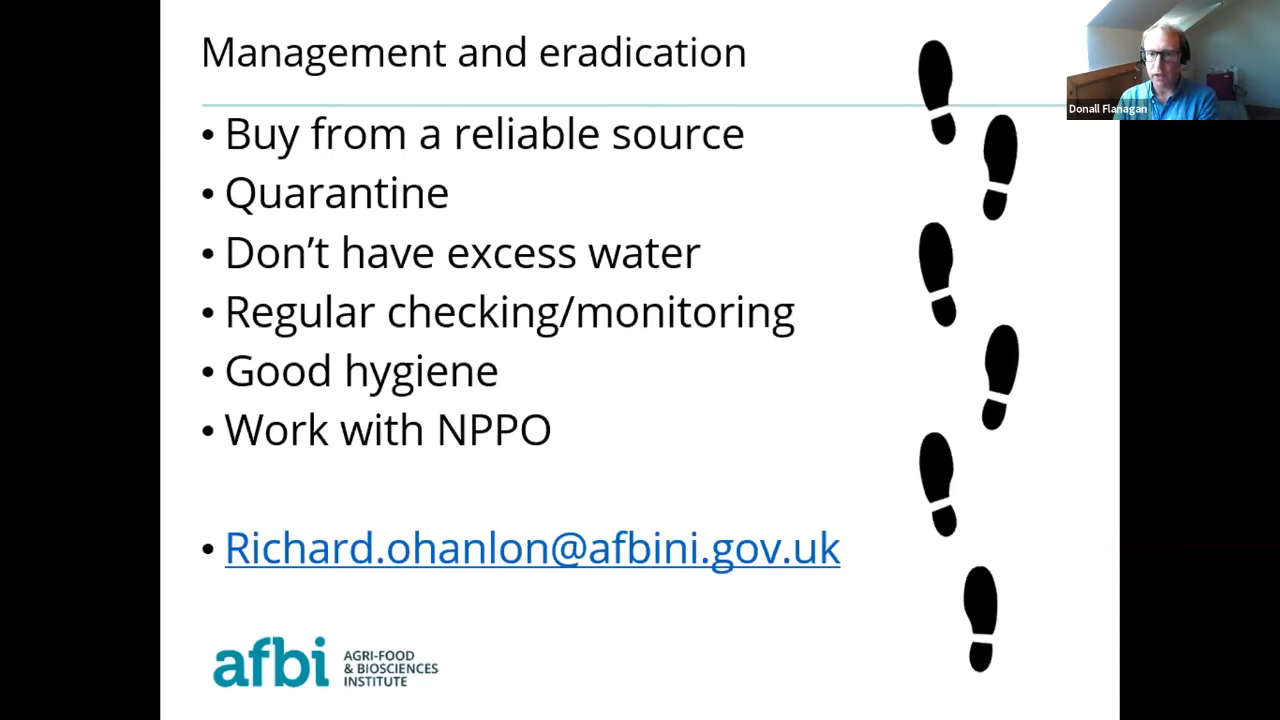 Management and eradication
Donall Flanagan
• Buy from a reliable source
• Quarantine
• Don’t have excess water
• Regular checking/monitoring
• Good hygiene
• Work with NPPO
• Richard.ohanlon@afbini.gov.uk
afbi
AGRI-FOOD
& BIOSCIENCES
INSTITUTE